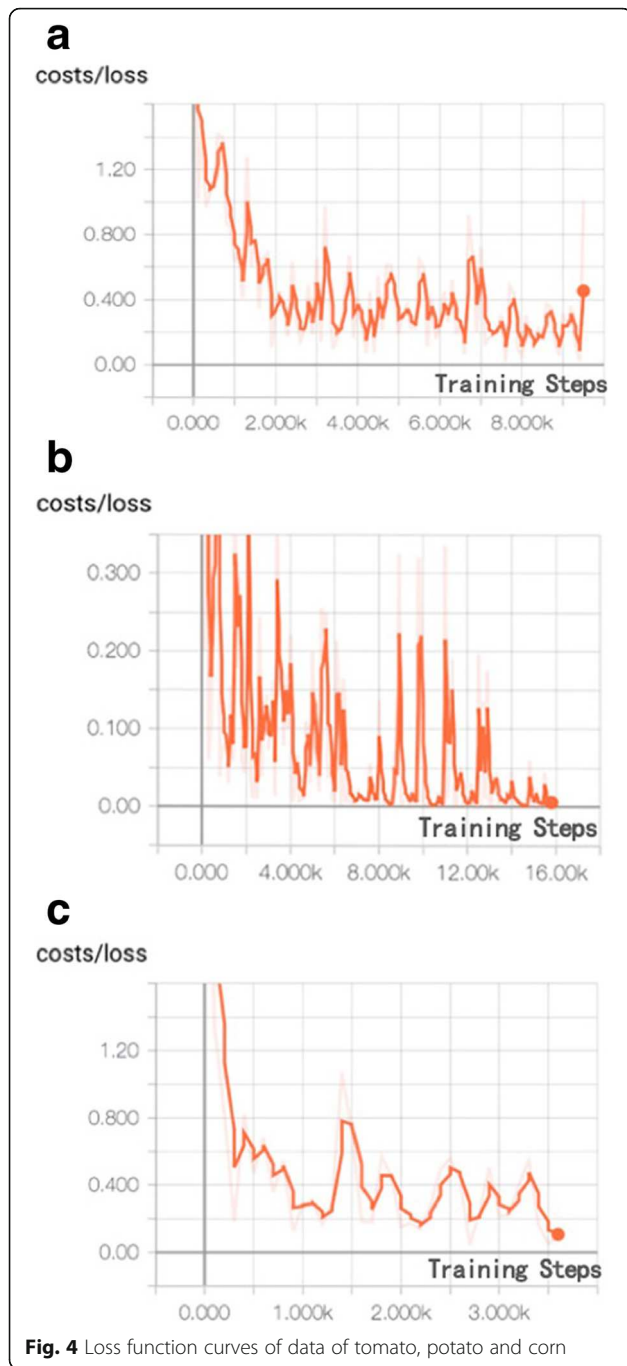 a
costs/loss
1.20
0.800
0.400
0.00
Training Steps
0.000 2.000k 4.000k 6.000k 8.000k
b
costs/loss
0.300
0.200
0.100
0.00
Training Steps
0.000 4.000k 8.000k 12.00k 16.00k
c
costs/loss
1.20
0.800
0.400
0.00
Training Steps
0.000 1.000k 2.000k 3.000k
Fig. 4 Loss function curves of data of tomato, potato and corn